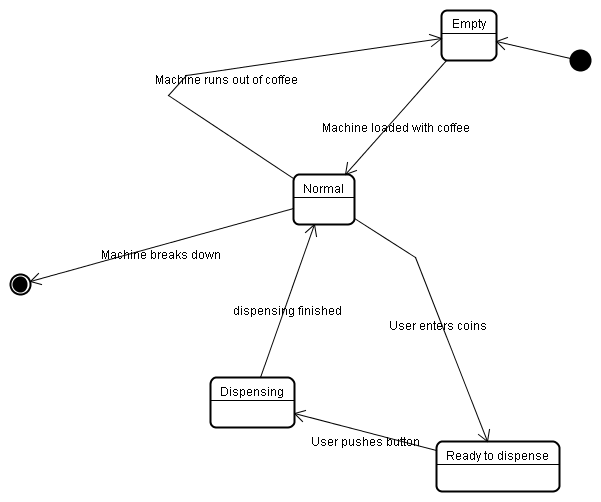 Empty
Machine runs out of coffee
Machine loaded with coffee
Normal
Machine breaks down
dispensing finished
User enters coins
Dispensing
User pushes button
Ready to dispense